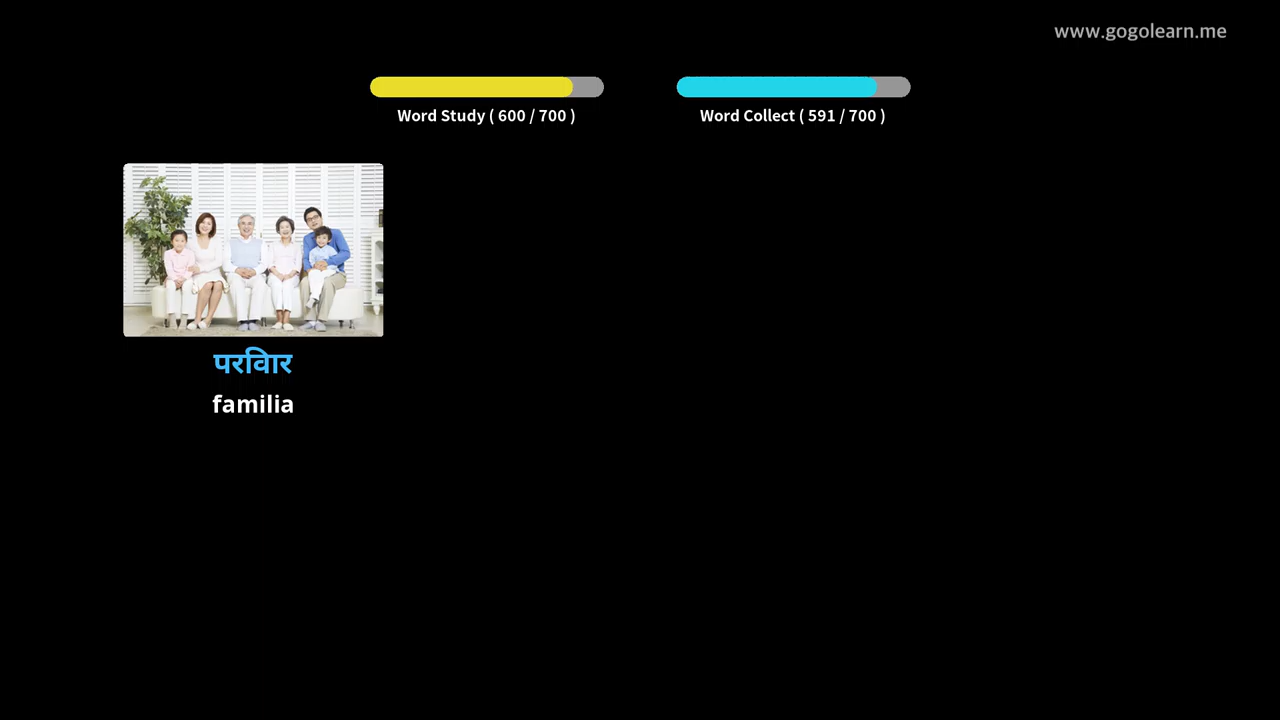 www.gogolearn.me
Word Study ( 600 / 700 )
Word Collect ( 591 / 700 )
परिवार
familia